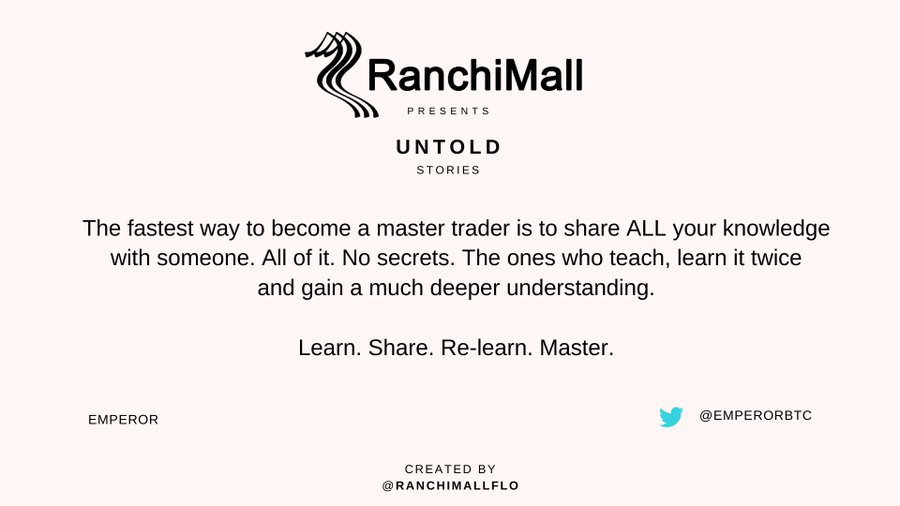 RanchiMall
PRESENTS
UNTOLD
STORIES
The fastest way to become a master trader is to share ALL your knowledge
with someone. All of it. No secrets. The ones who teach, learn it twice
and gain a much deeper understanding.
Learn. Share. Re-learn. Master.
EMPEROR
@EMPERORBTC
CREATED BY
@RANCHIMALLFLO